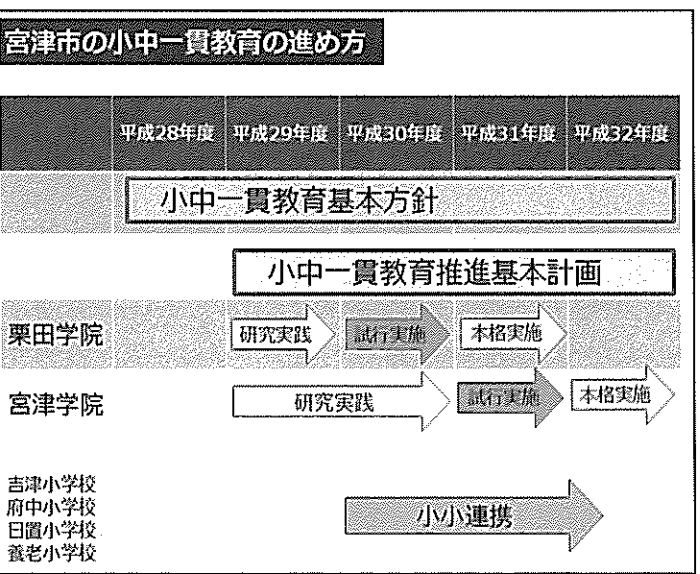 宮津市の小中一貫教育の進め方
平成28年度 平成29年度 平成30年度 平成31年度 平成32年度
小中一貫教育基本方針
小中一貫教育推進基本計画
栗田学院 研究実践 試行実施 本格実施
宮津学院 研究実践 試行実施 本格実施
吉津小学校
府中小学校
日置小学校
養老小学校
小小連携